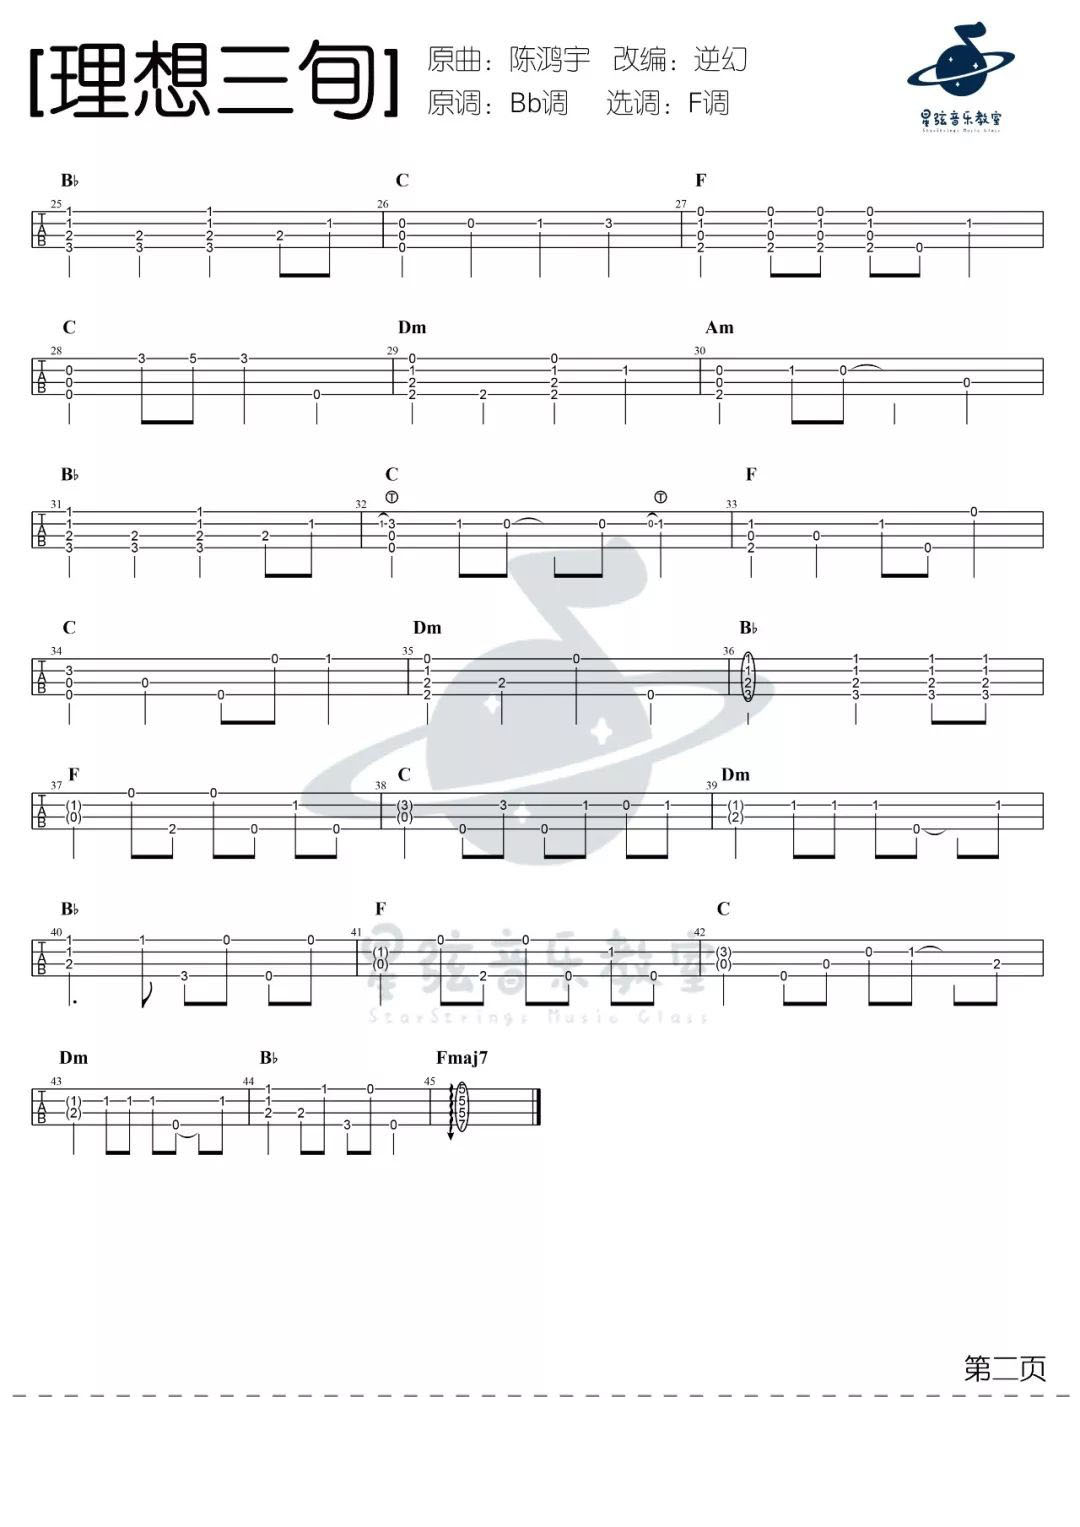 [理想三旬]
原曲：陈鸿宇 改编：逆幻
原调：Bb调 选调：F调
星弦音乐教室
StarStrings Music Class
B♭ C F
25 26 27
C Dm Am
28 29 30
B♭ C F
31 32 33
C Dm B♭
34 35 36
F C Dm
37 38 39
B♭ F C
40 41 42
星弦音乐教室
StarStrings Music Class
Dm B♭ Fmaj7
43 44 45
第二页